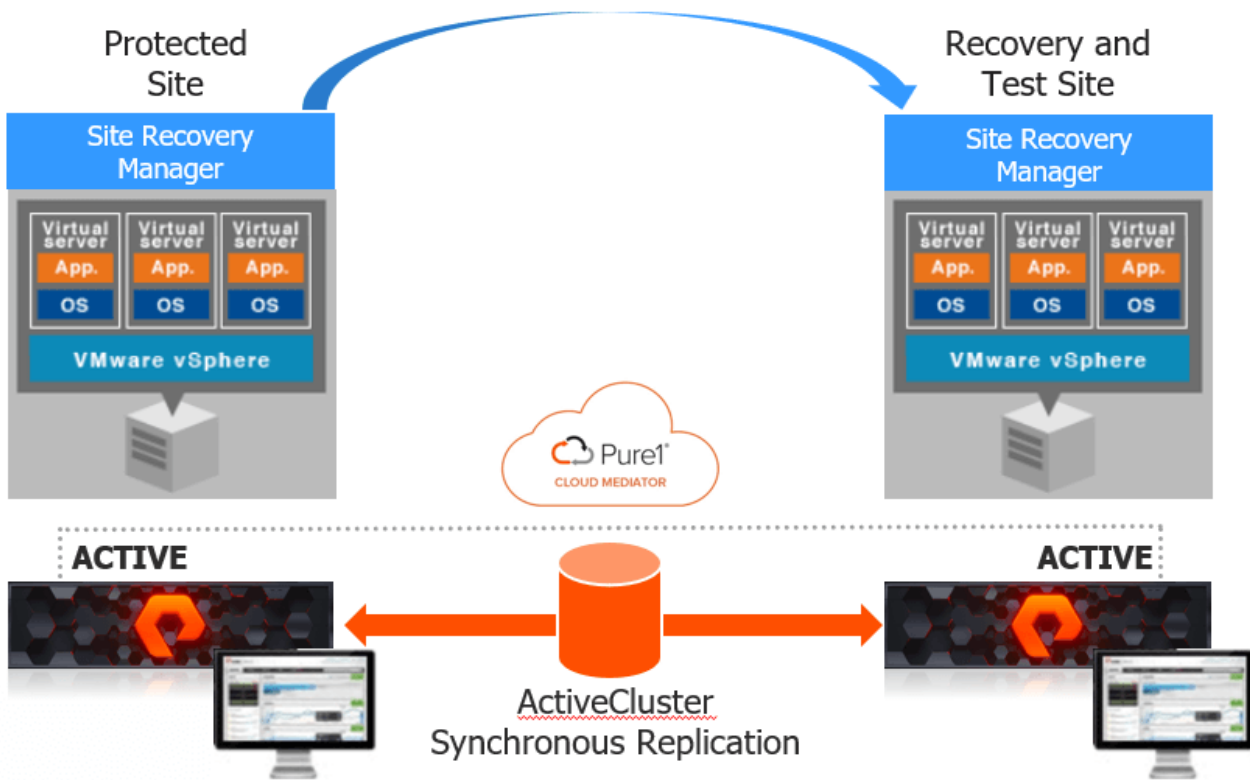 Protected
Site
Recovery and
Test Site
Site Recovery
Manager
Site Recovery
Manager
Virtual
server
Virtual
server
Virtual
server
App.
App.
App.
OS
OS
OS
VMware vSphere
Virtual
server
Virtual
server
Virtual
server
App.
App.
App.
OS
OS
OS
VMware vSphere
Pure1®
CLOUD MEDIATOR
ACTIVE
ACTIVE
ActiveCluster
Synchronous Replication